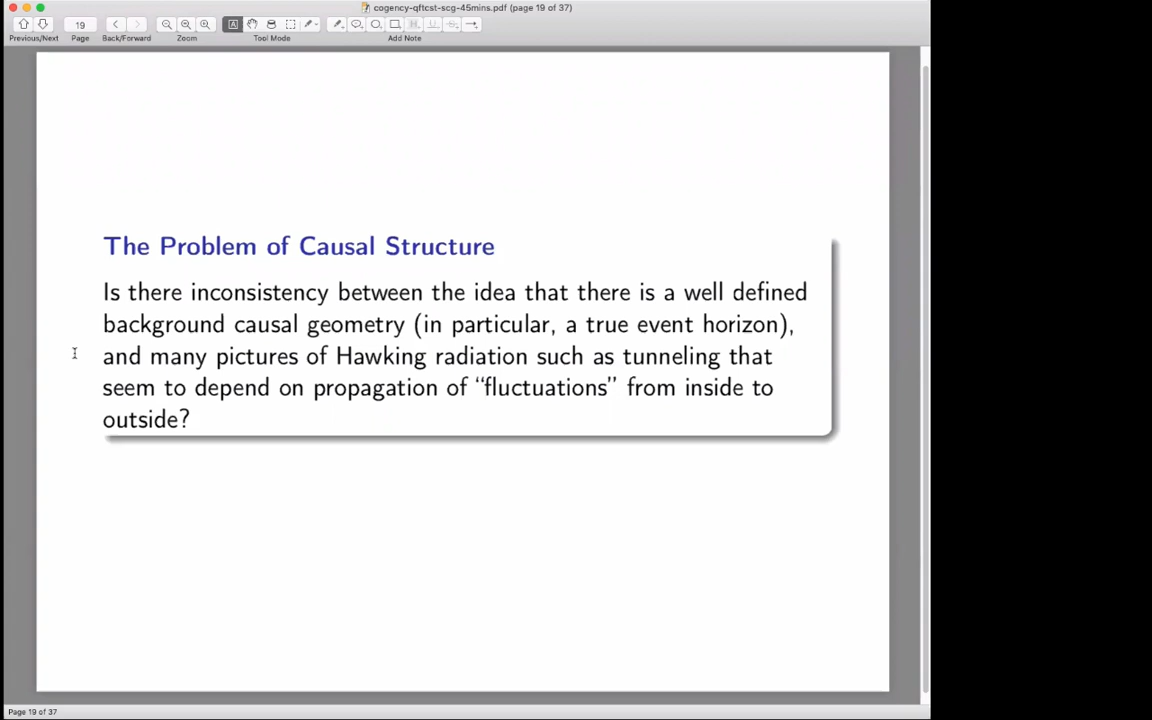 cogency-qftcst-scg-45mins.pdf (page 19 of 37)
19
Previous/Next Page Back/Forward Zoom Tool Mode Add Note
The Problem of Causal Structure
Is there inconsistency between the idea that there is a well defined
background causal geometry (in particular, a true event horizon),
and many pictures of Hawking radiation such as tunneling that
seem to depend on propagation of “fluctuations” from inside to
outside?
Page 19 of 37